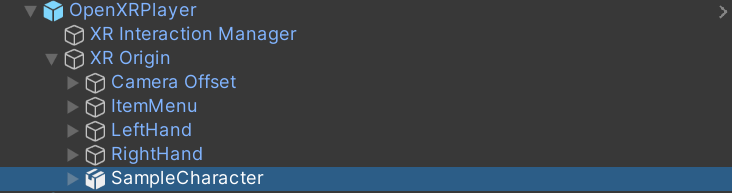 OpenXRPlayer
XR Interaction Manager
XR Origin
Camera Offset
ItemMenu
LeftHand
RightHand
SampleCharacter